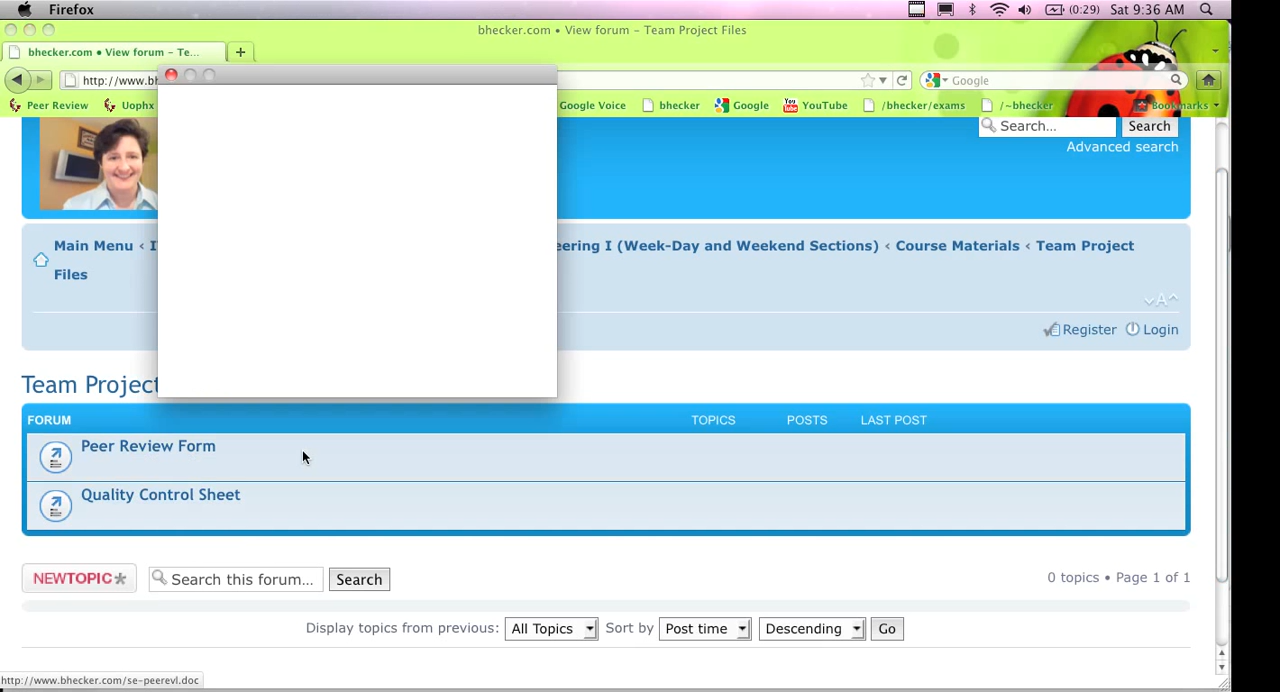 Firefox
(0:29) Sat 9:36 AM
bhecker.com • View forum – Team Project Files
bhecker.com • View forum – Te...
+
http://www.bh
Google
Peer Review
Uophx
Google Voice
bhecker
Google
YouTube
/bhecker/exams
/~bhecker
Bookmarks
Search...
Search
Advanced search
Main Menu ‹ I
eering I (Week-Day and Weekend Sections) ‹ Course Materials ‹ Team Project
Files
A
Register
Login
Team Project
FORUM TOPICS POSTS LAST POST
Peer Review Form
Quality Control Sheet
NEWTOPIC*
Search this forum...
Search
0 topics • Page 1 of 1
Display topics from previous: All Topics Sort by Post time Descending Go
http://www.bhecker.com/se-peerevl.doc